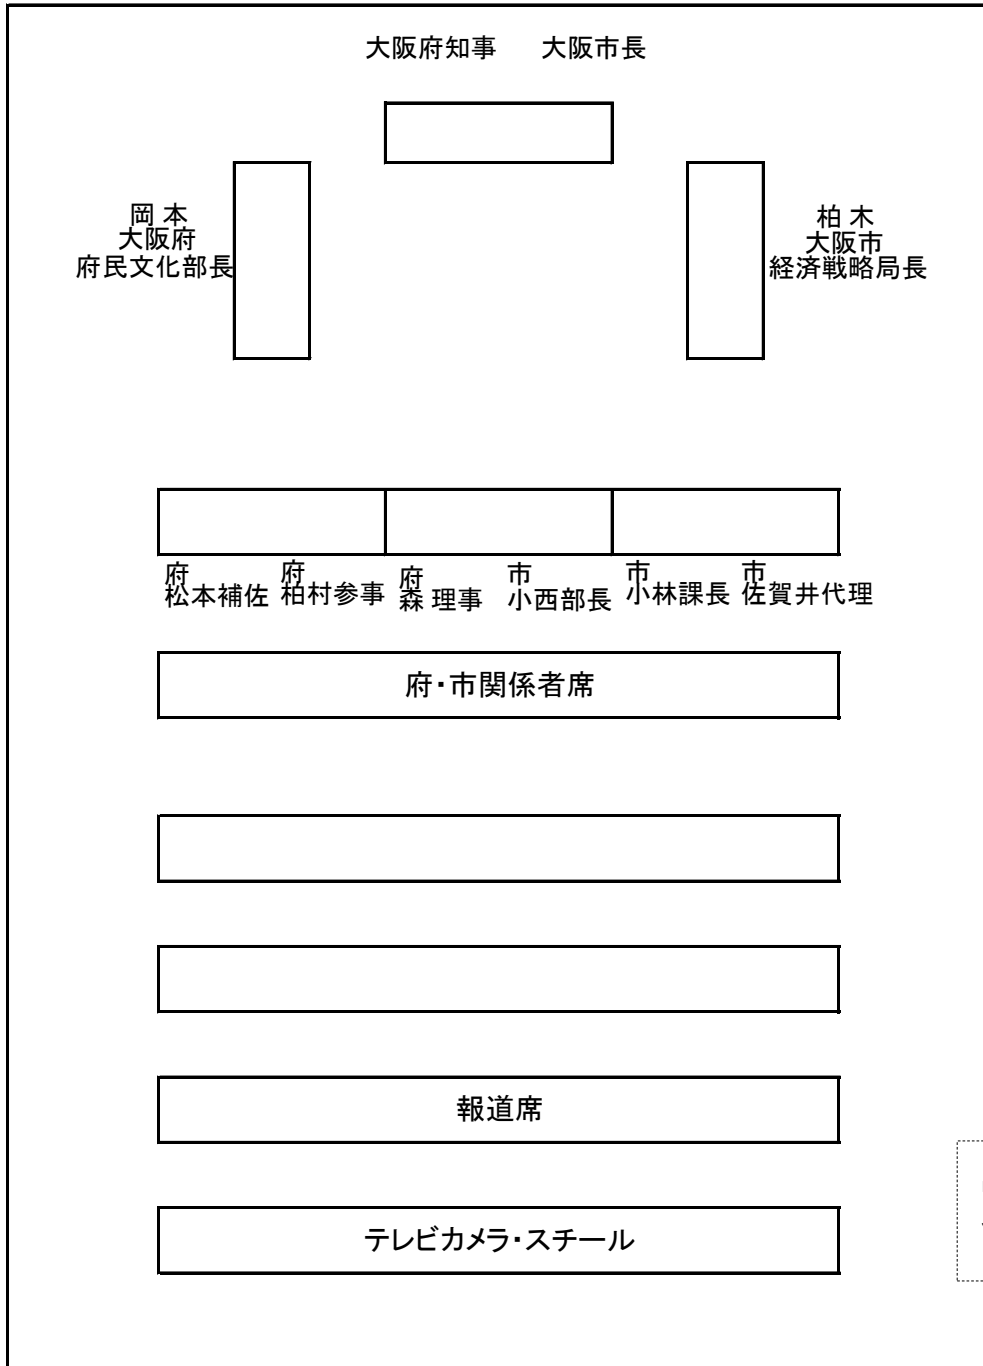 大阪府知事 大阪市長
岡本
大阪府
府民文化部長
柏木
大阪市
経済戦略局長
府
松本補佐
府
柏村参事
府
森 理事
市
小西部長
市
小林課長
市
佐賀井代理
府・市関係者席
報道席
テレビカメラ・スチール